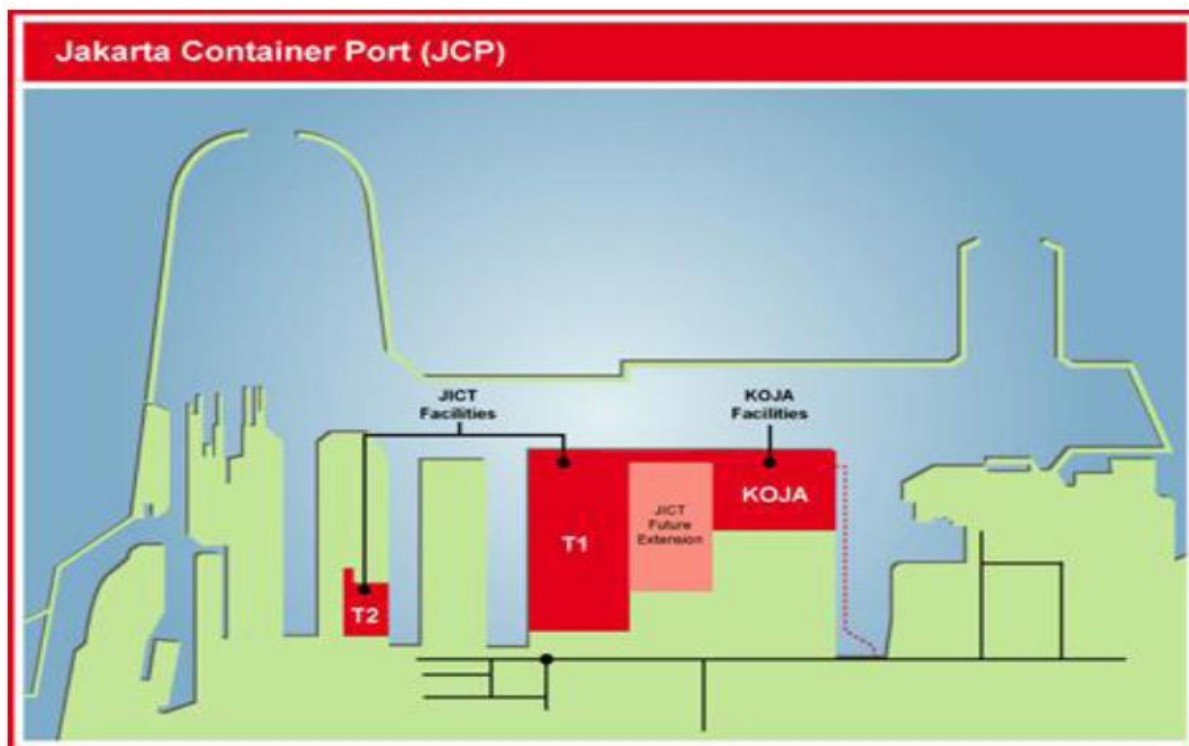 Jakarta Container Port (JCP)
JICT
Facilities
KOJA
Facilities
T1
JICT
Future
Extension
KOJA
T2